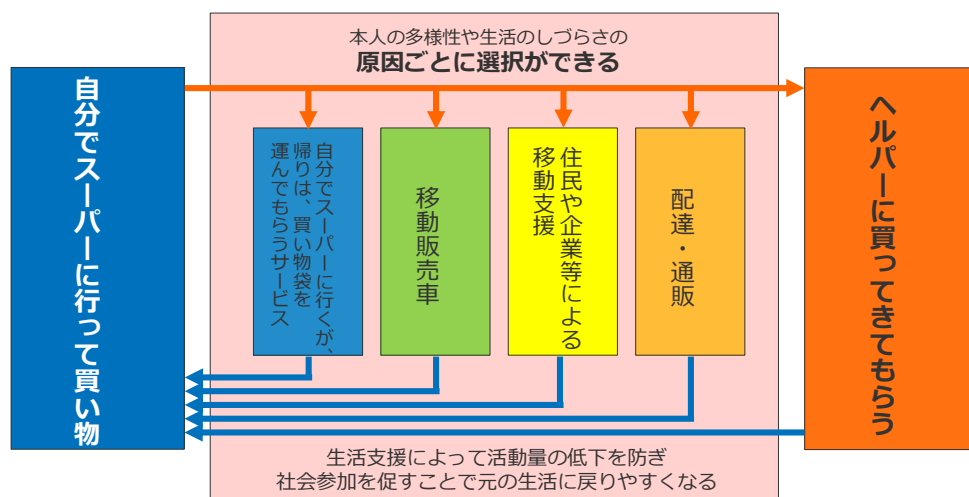 本人の多様性や生活のしづらさの
原因ごとに選択ができる
自分でスーパーに行って買い物
自分でスーパーに行くが、
帰りは、買い物袋を
運んでもらうサービス
移動販売車
住民や企業等による
移動支援
配達・通販
ヘルパーに買ってきてもらう
生活支援によって活動量の低下を防ぎ
社会参加を促すことで元の生活に戻りやすくなる